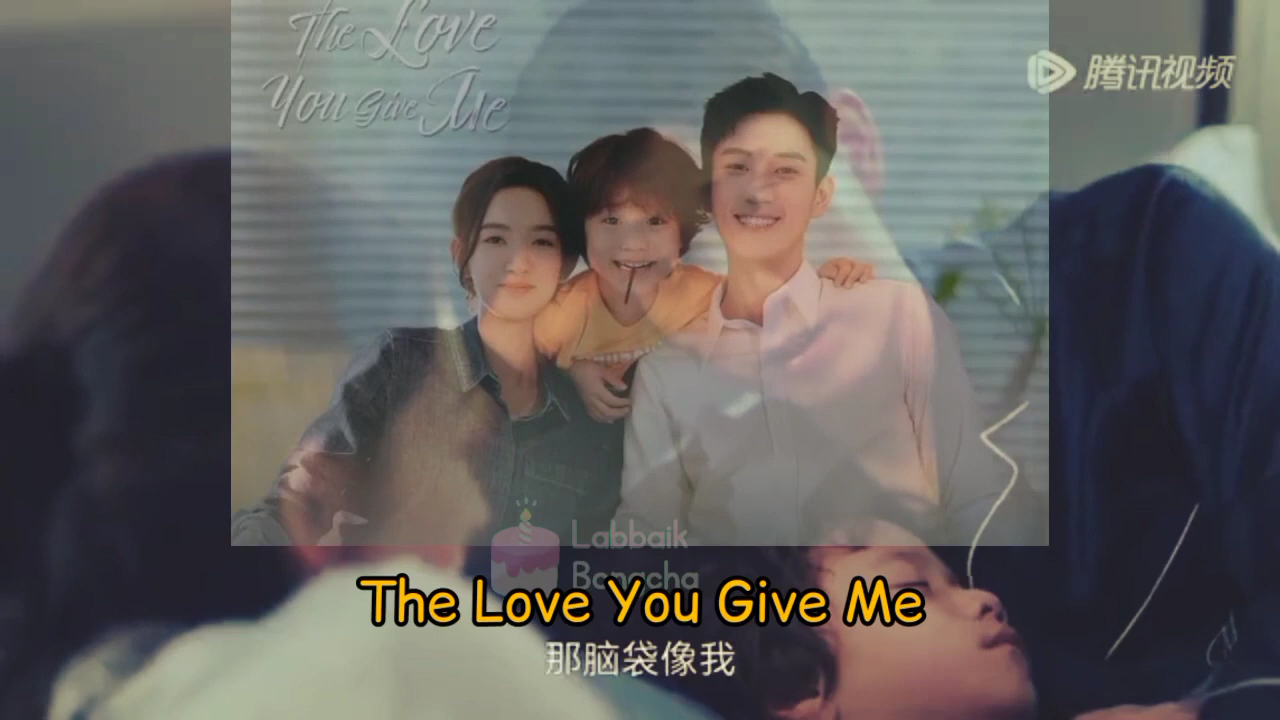 The Love
You Give Me
腾讯视频
Labbaik
Bongcha
The Love You Give Me
那脑袋像我